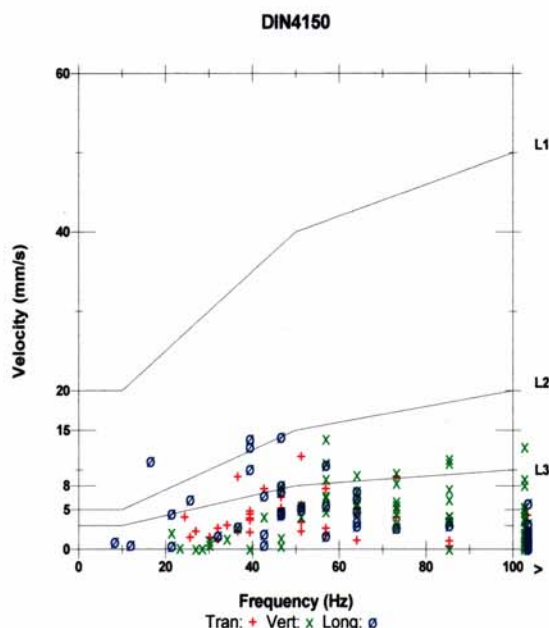 DIN4150
60
L1
40
Velocity (mm/s)
L2
20
15
L3
8
5
0
0 20 40 60 80 100 >
Frequency (Hz)
Tran: + Vert: x Long: ø